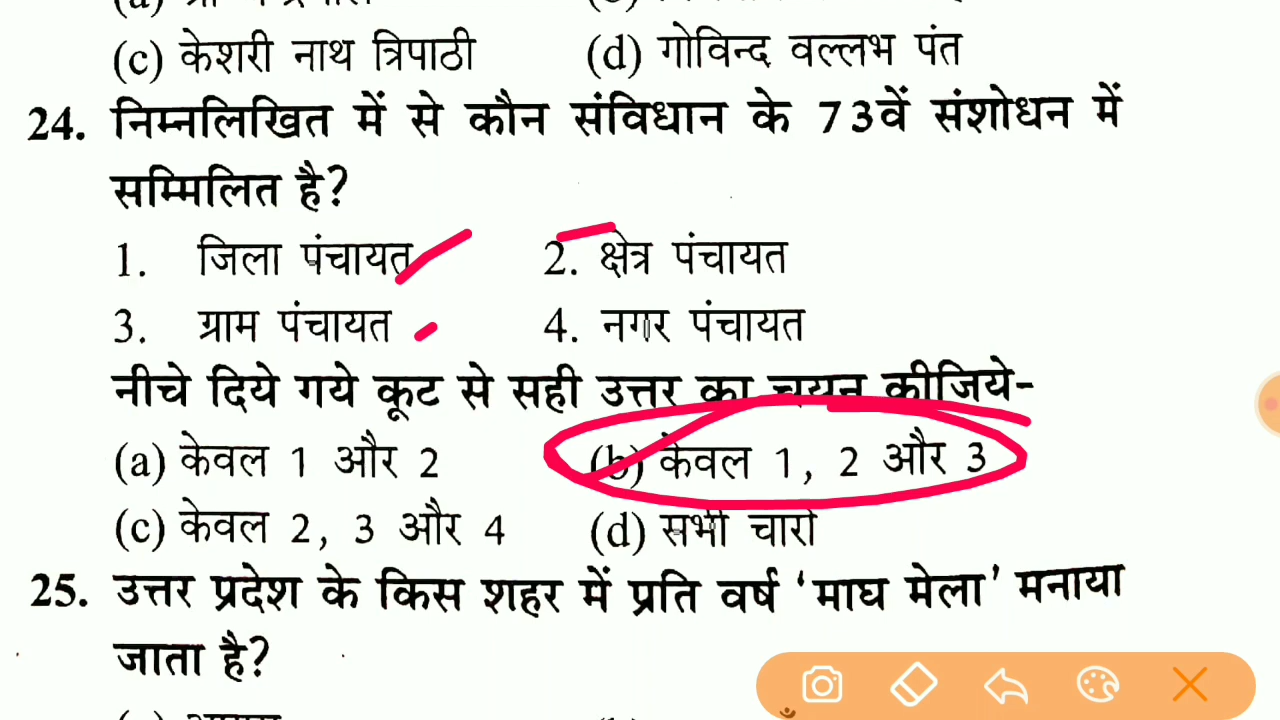 (c) केशरी नाथ त्रिपाठी (d) गोविन्द वल्लभ पंत
24. निम्नलिखित में से कौन संविधान के 73वें संशोधन में
सम्मिलित है?
1. जिला पंचायत 2. क्षेत्र पंचायत
3. ग्राम पंचायत 4. नगर पंचायत
नीचे दिये गये कूट से सही उत्तर का चयन कीजिये-
(a) केवल 1 और 2 (b) केवल 1, 2 और 3
(c) केवल 2, 3 और 4 (d) सभी चारों
25. उत्तर प्रदेश के किस शहर में प्रति वर्ष 'माघ मेला' मनाया
जाता है?